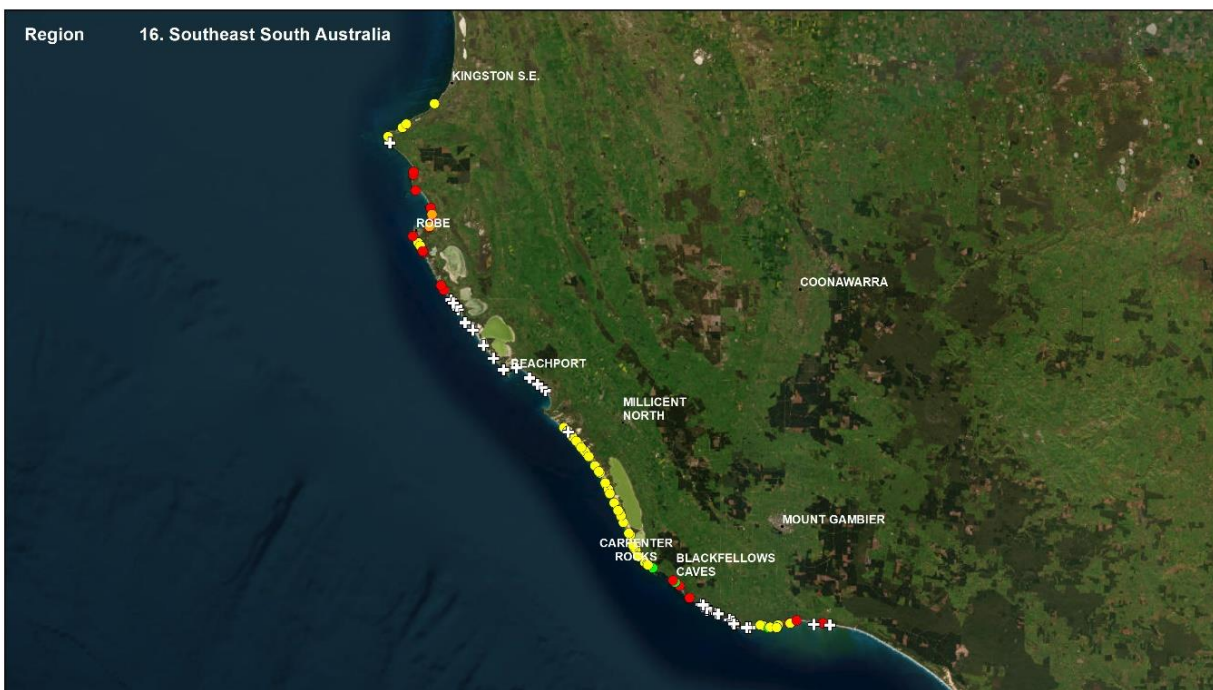 Region 16. Southeast South Australia
KINGSTON S.E.
ROBE
COONAWARRA
BEACHPORT
MILLICENT
NORTH
MOUNT GAMBIER
CARPENTER
ROCKS
BLACKFELLOWS
CAVES